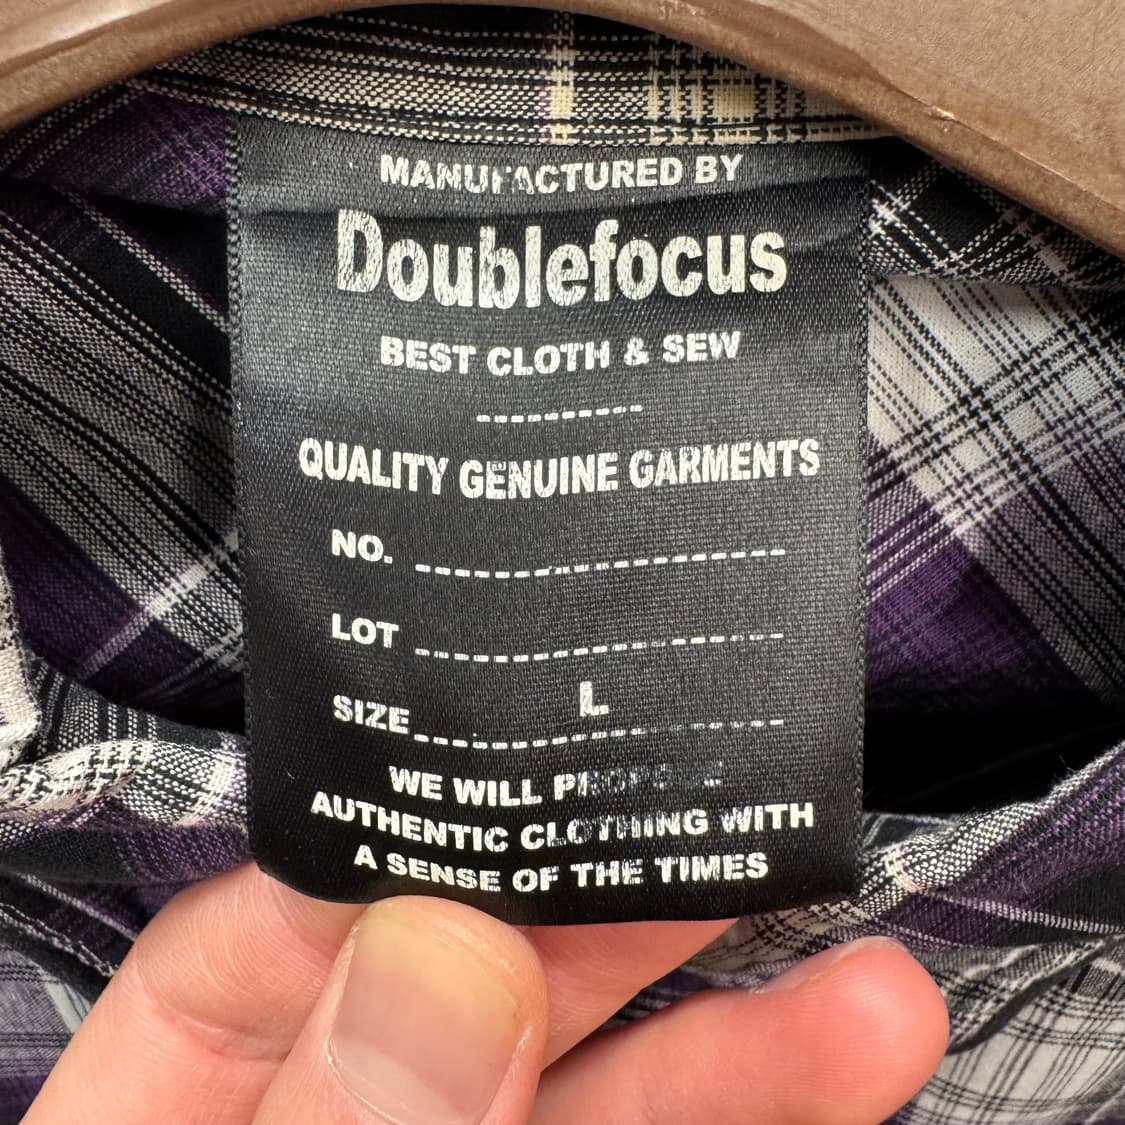 MANUFACTURED BY
Doublefocus
BEST CLOTH & SEW
QUALITY GENUINE GARMENTS
NO.
LOT
L
SIZE
WE WILL PROPOSE
AUTHENTIC CLOTHING WITH
A SENSE OF THE TIMES